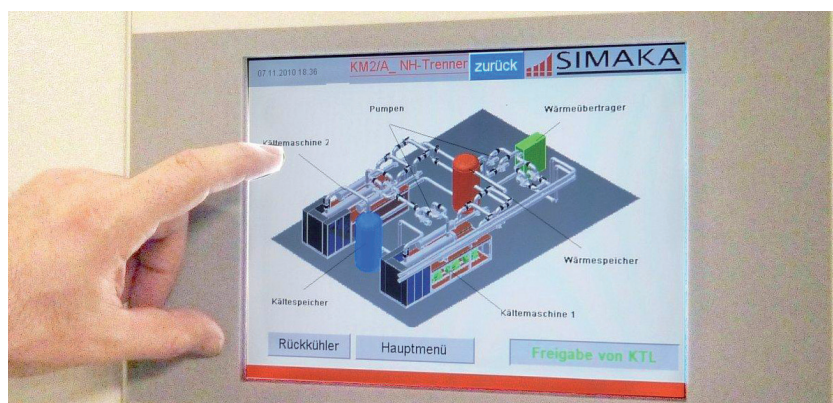 07.11.2010 18:36
KM2/A_ NH-Trenner
zurück
SIMAKA
Pumpen
Wärmeübertrager
Kältemaschine 2
Wärmespeicher
Kältespeicher
Kältemaschine 1
Rückkühler
Hauptmenü
Freigabe von KTL